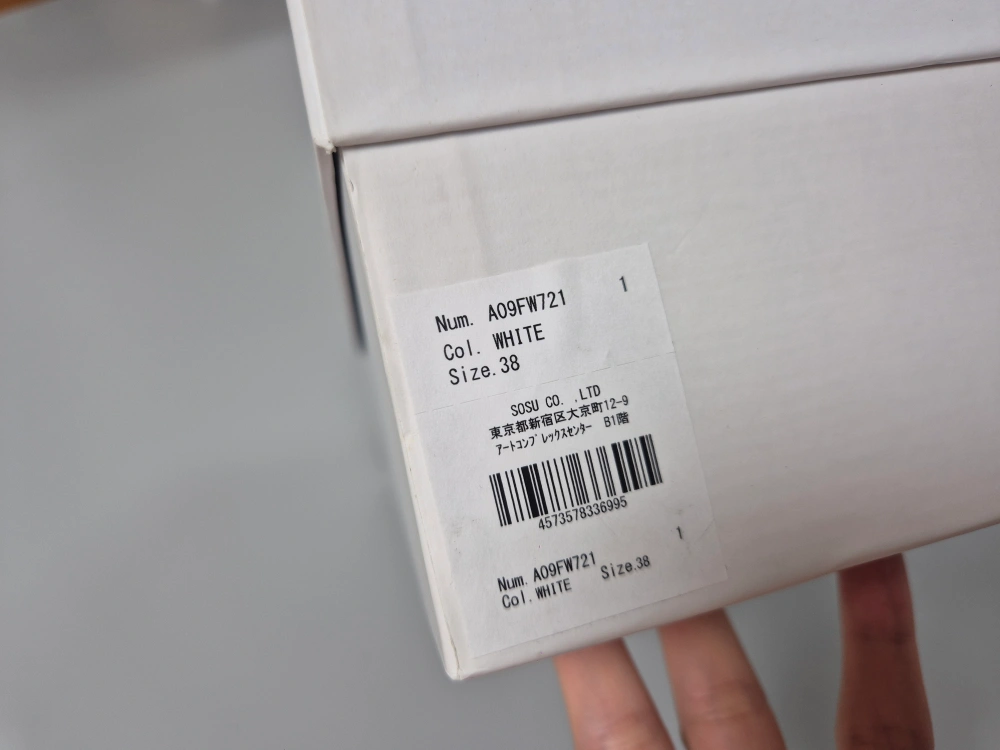 Num. A09FW721 1
Col. WHITE
Size.38
SOSU CO. .LTD
東京都新宿区大京町12-9
ｱｰﾄｺﾝﾌﾟﾚｯｸｽｾﾝﾀｰ B1階
4573578336995
1
Num. A09FW721
Col. WHITE Size.38